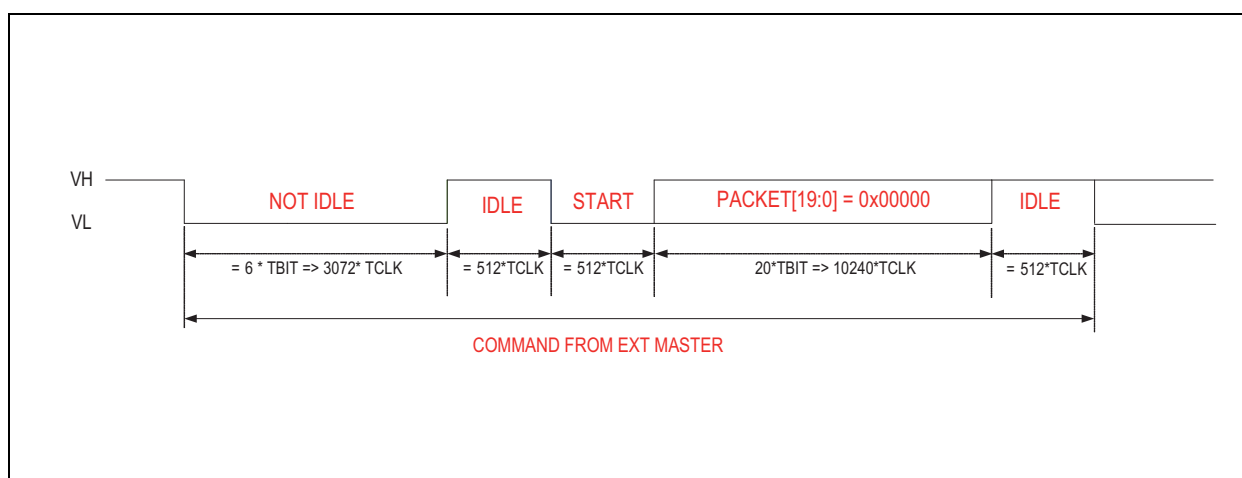 VH
NOT IDLE
IDLE
START
PACKET[19:0] = 0x00000
IDLE
VL
= 6 * TBIT => 3072* TCLK
= 512*TCLK
= 512*TCLK
20*TBIT => 10240*TCLK
= 512*TCLK
COMMAND FROM EXT MASTER